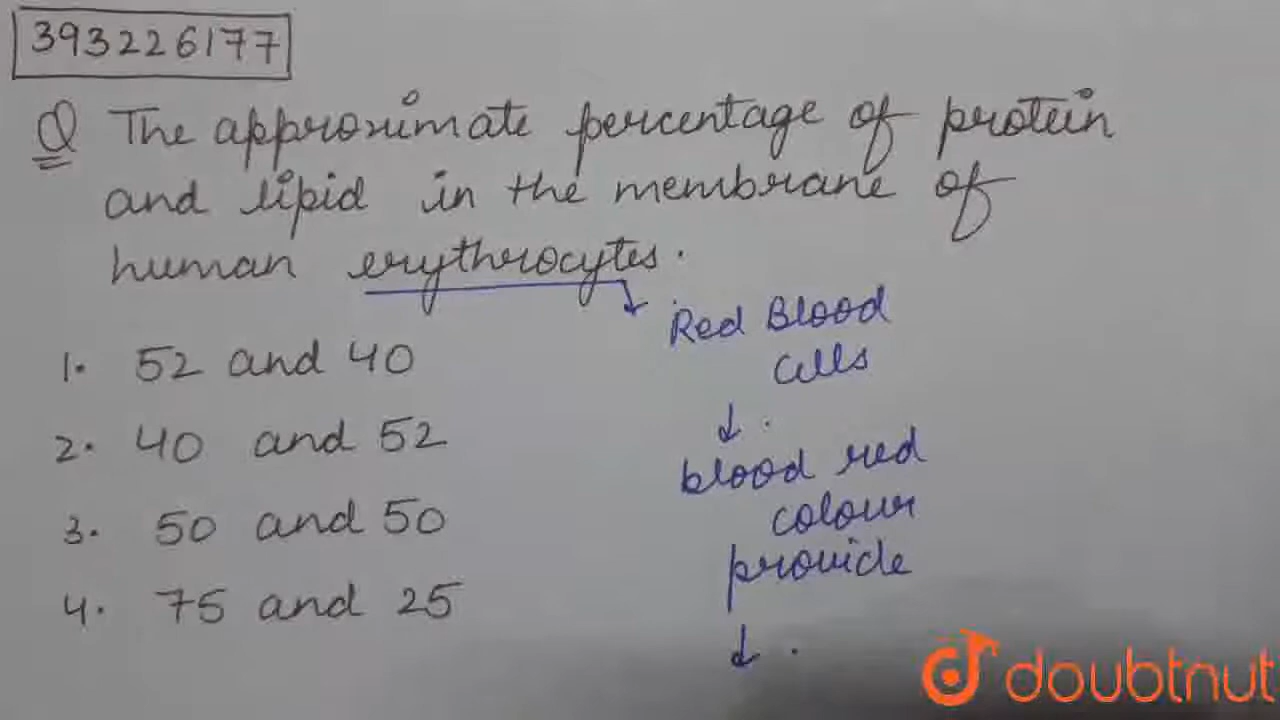 393226177
Q The approximate percentage of protein
and lipid in the membrane of
human erythrocytes.
1. 52 and 40
2. 40 and 52
3. 50 and 50
4. 75 and 25
Red Blood
Cells
blood red
colour
provide
doubtnut